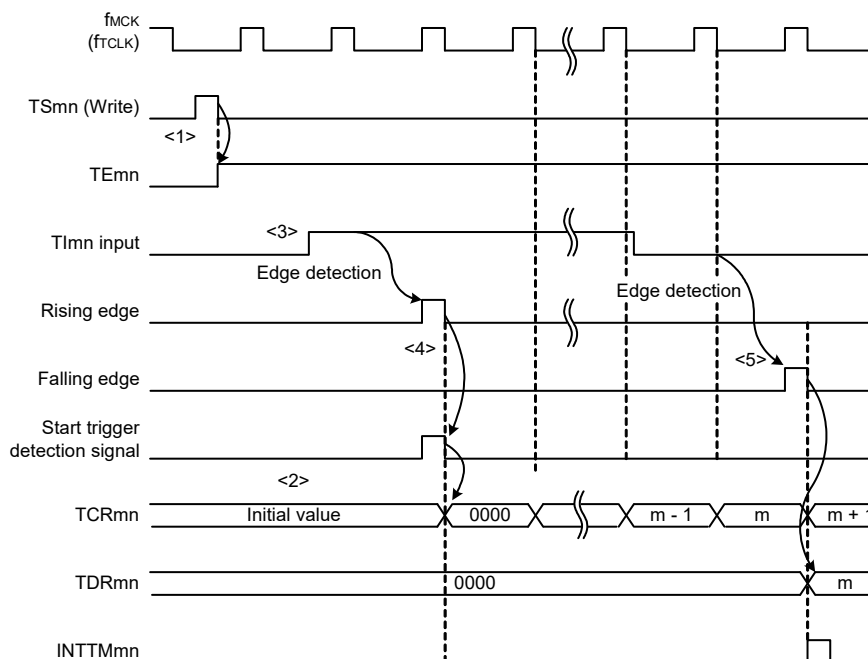 fMCK
(fTCLK)
TSmn (Write)
<1>
TEmn
TImn input
<3>
Edge detection
Edge detection
Rising edge
<4>
<5>
Falling edge
Start trigger
detection signal
<2>
TCRmn
Initial value
0000
m - 1
m
m + 1
TDRmn
0000
m
INTTMmn